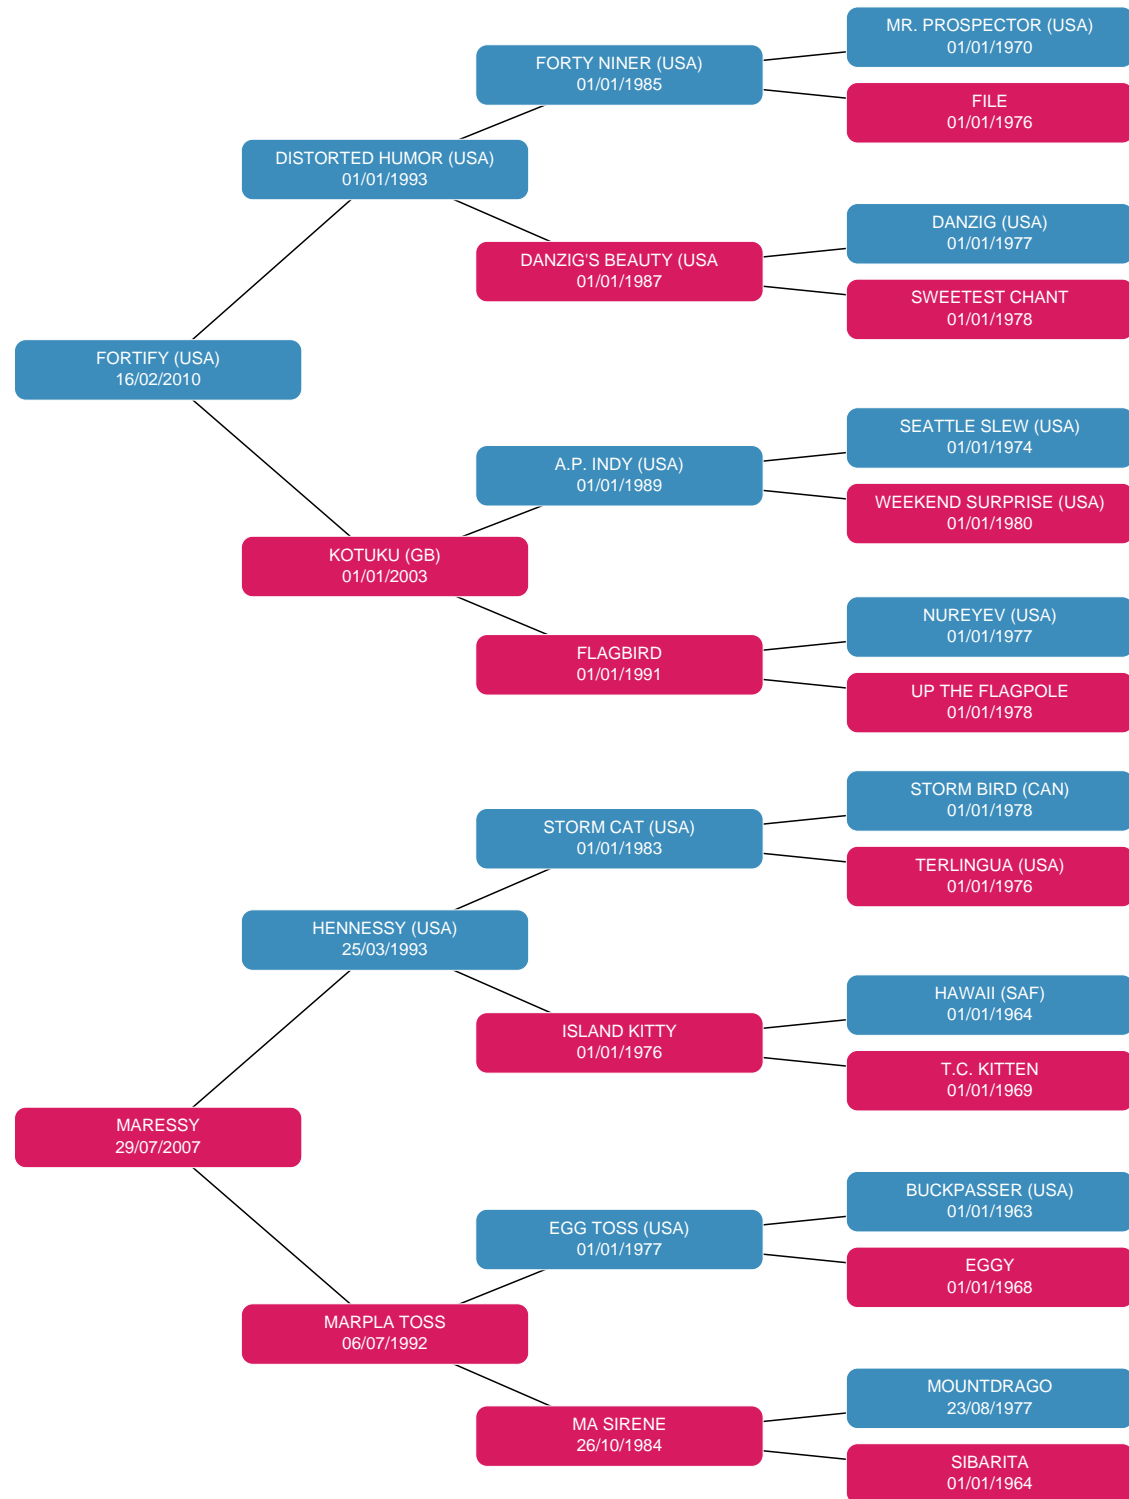 MR. PROSPECTOR (USA)
01/01/1970
FORTY NINER (USA)
01/01/1985
FILE
01/01/1976
DISTORTED HUMOR (USA)
01/01/1993
DANZIG (USA)
01/01/1977
DANZIG'S BEAUTY (USA
01/01/1987
SWEETEST CHANT
01/01/1978
FORTIFY (USA)
16/02/2010
SEATTLE SLEW (USA)
01/01/1974
A.P. INDY (USA)
01/01/1989
WEEKEND SURPRISE (USA)
01/01/1980
KOTUKU (GB)
01/01/2003
NUREYEV (USA)
01/01/1977
FLAGBIRD
01/01/1991
UP THE FLAGPOLE
01/01/1978
STORM BIRD (CAN)
01/01/1978
STORM CAT (USA)
01/01/1983
TERLINGUA (USA)
01/01/1976
HENNESSY (USA)
25/03/1993
HAWAII (SAF)
01/01/1964
ISLAND KITTY
01/01/1976
T.C. KITTEN
01/01/1969
MARESSY
29/07/2007
BUCKPASSER (USA)
01/01/1963
EGG TOSS (USA)
01/01/1977
EGGY
01/01/1968
MARPLA TOSS
06/07/1992
MOUNTDRAGO
23/08/1977
MA SIRENE
26/10/1984
SIBARITA
01/01/1964